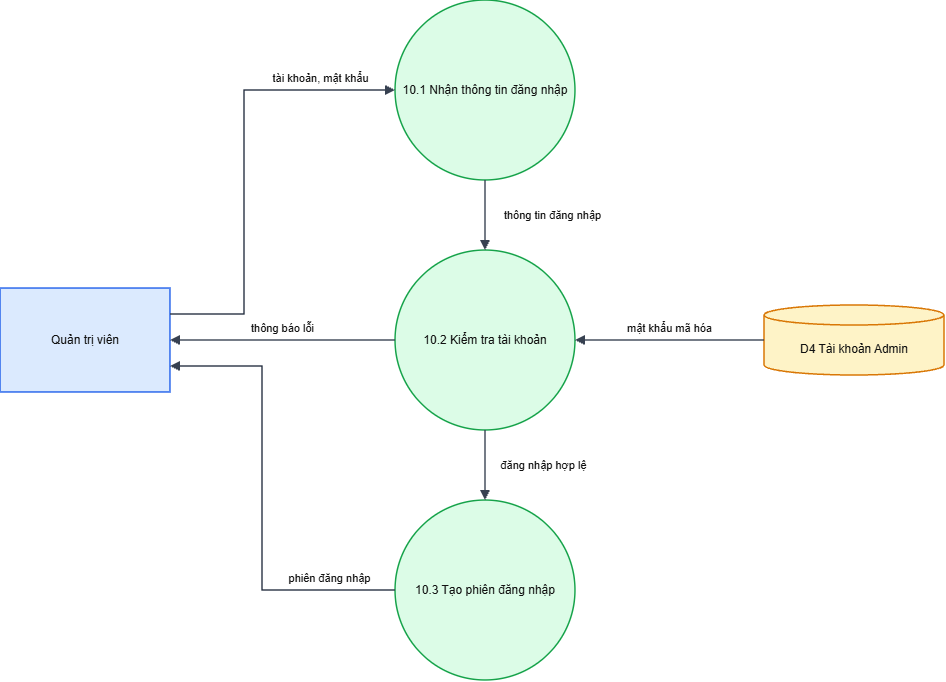 tài khoản, mật khẩu
10.1 Nhận thông tin đăng nhập
thông tin đăng nhập
Quản trị viên
thông báo lỗi
10.2 Kiểm tra tài khoản
mật khẩu mã hóa
D4 Tài khoản Admin
đăng nhập hợp lệ
phiên đăng nhập
10.3 Tạo phiên đăng nhập